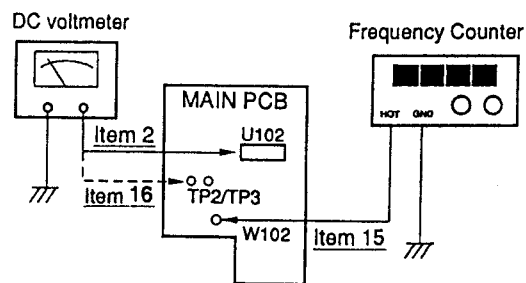 DC voltmeter
Frequency Counter
MAIN PCB
HOT GND
Item 2
U102
Item 16
TP2/TP3
W102
Item 15